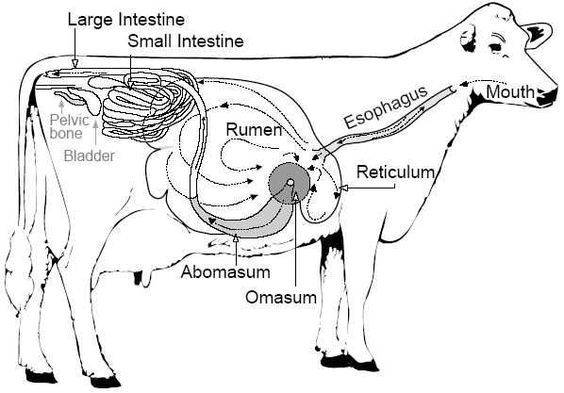 Large Intestine
Small Intestine
Mouth
Esophagus
Pelvic
bone
Rumen
Bladder
Reticulum
Abomasum
Omasum